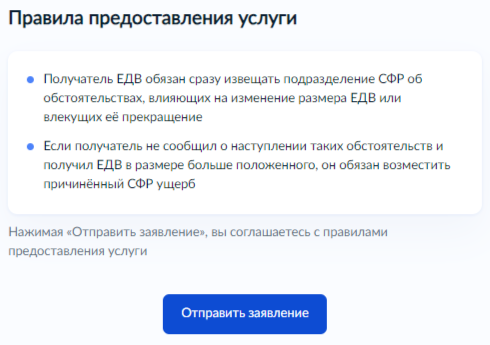 Правила предоставления услуги
Получатель ЕДВ обязан сразу извещать подразделение СФР об
обстоятельствах, влияющих на изменение размера ЕДВ или
влекущих её прекращение
Если получатель не сообщил о наступлении таких обстоятельств и
получил ЕДВ в размере больше положенного, он обязан возместить
причинённый СФР ущерб
Нажимая «Отправить заявление», вы соглашаетесь с правилами
предоставления услуги
Отправить заявление